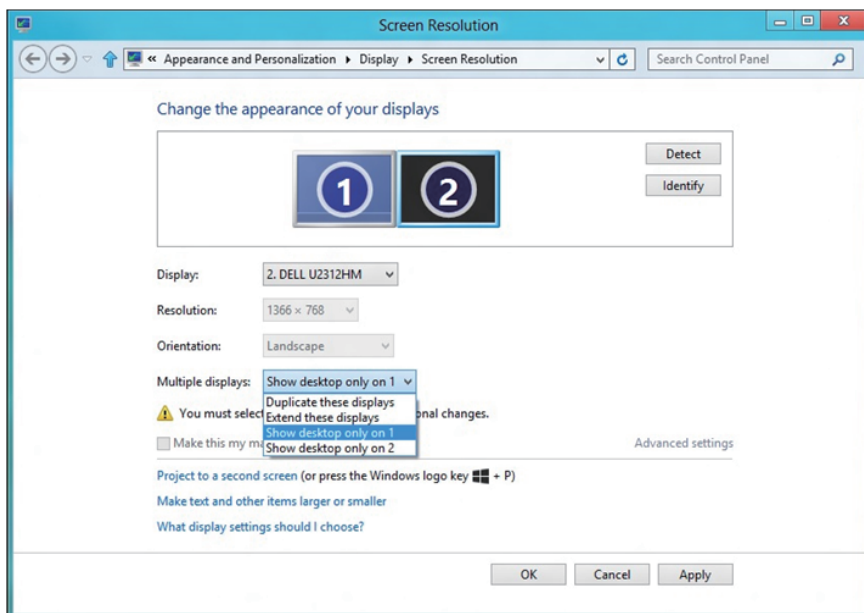 Screen Resolution
« Appearance and Personalization Display Screen Resolution Search Control Panel
Change the appearance of your displays
1 2
Detect
Identify
Display: 2. DELL U2312HM
Resolution: 1366 × 768
Orientation: Landscape
Multiple displays: Show desktop only on 1
Duplicate these displays
Extend these displays
Show desktop only on 1
Show desktop only on 2
You must select onal changes.
Make this my ma
Advanced settings
Project to a second screen (or press the Windows logo key + P)
Make text and other items larger or smaller
What display settings should I choose?
OK Cancel Apply